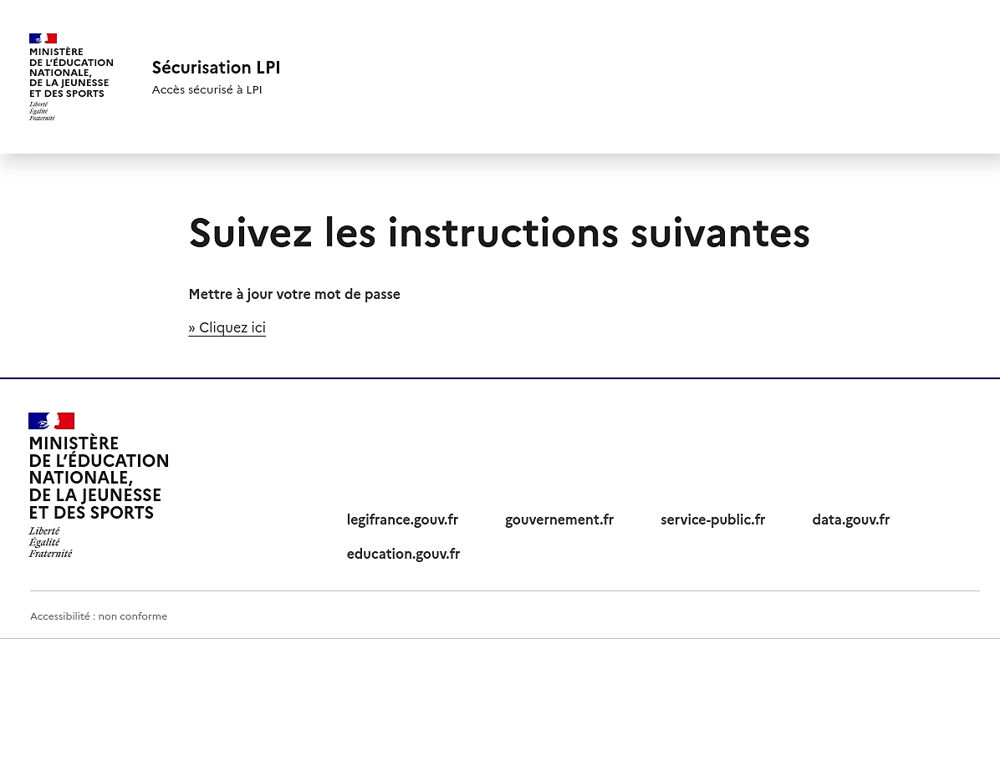 MINISTÈRE
DE L'ÉDUCATION
NATIONALE,
DE LA JEUNESSE
ET DES SPORTS
Liberté
Égalité
Fraternité
Sécurisation LPI
Accès sécurisé à LPI
Suivez les instructions suivantes
Mettre à jour votre mot de passe
» Cliquez ici
MINISTÈRE
DE L'ÉDUCATION
NATIONALE,
DE LA JEUNESSE
ET DES SPORTS
Liberté
Égalité
Fraternité
legifrance.gouv.fr gouvernement.fr service-public.fr data.gouv.fr
education.gouv.fr
Accessibilité : non conforme